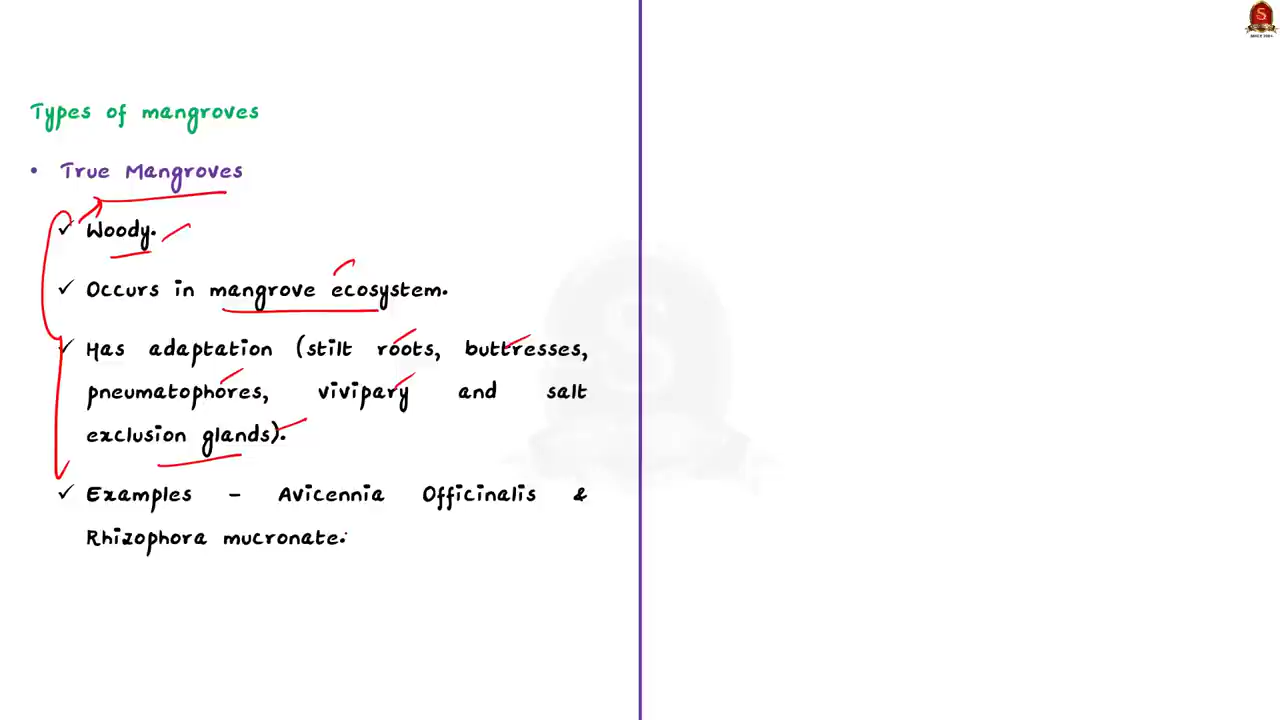 Types of mangroves
• True Mangroves
✓ Woody.
✓ Occurs in mangrove ecosystem.
✓ Has adaptation (stilt roots, buttresses,
pneumatophores, vivipary and salt
exclusion glands).
✓ Examples - Avicennia Officinalis &
Rhizophora mucronate.
S